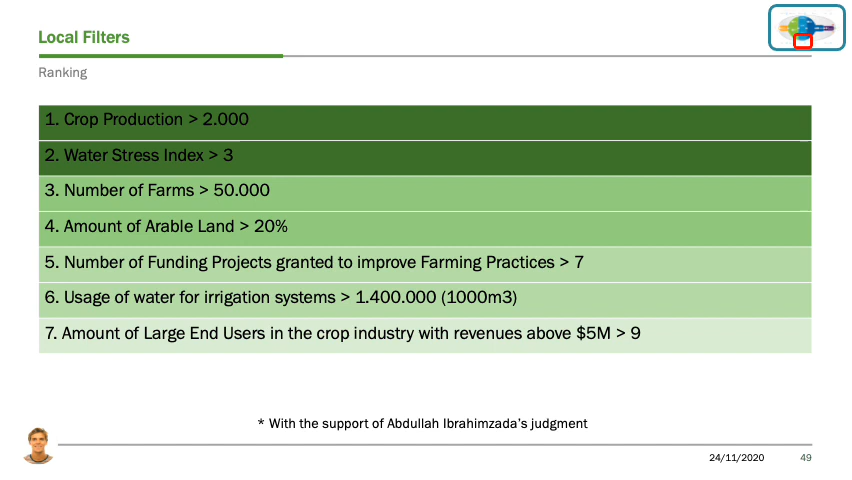 Local Filters
Ranking
1. Crop Production > 2.000
2. Water Stress Index > 3
3. Number of Farms > 50.000
4. Amount of Arable Land > 20%
5. Number of Funding Projects granted to improve Farming Practices > 7
6. Usage of water for irrigation systems > 1.400.000 (1000m3)
7. Amount of Large End Users in the crop industry with revenues above $5M > 9
* With the support of Abdullah Ibrahimzada’s judgment
24/11/2020
49